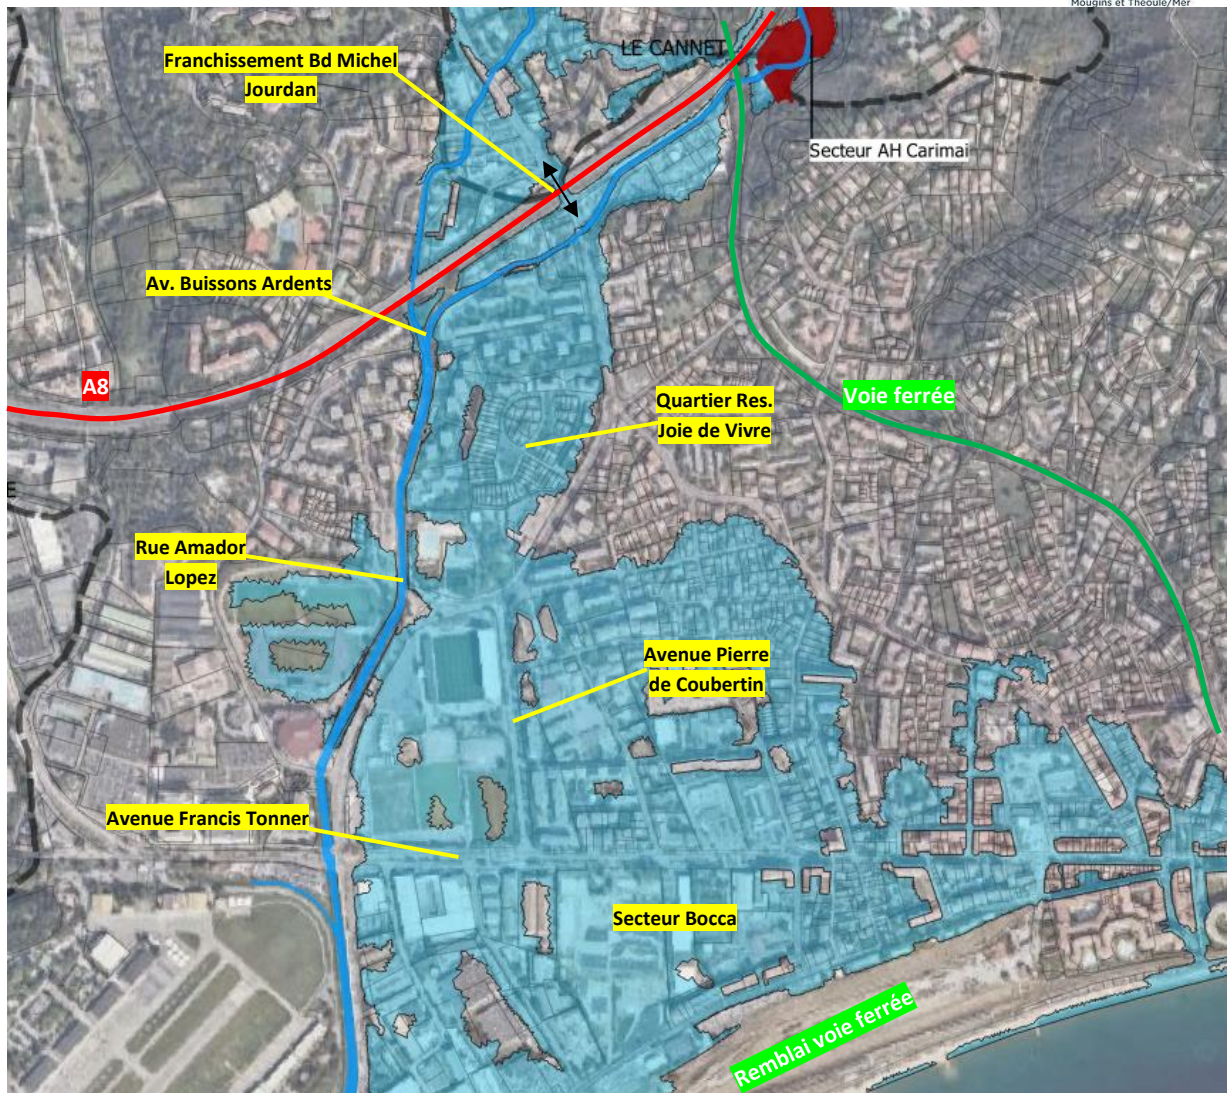 Mougins et Théoule/Mer
LE CANNET
Franchissement Bd Michel
Jourdan
Secteur AH Carimai
Av. Buissons Ardents
A8
Voie ferrée
Quartier Res.
Joie de Vivre
E
Rue Amador
Lopez
Avenue Pierre
de Coubertin
Avenue Francis Tonner
Secteur Bocca
Remblai voie ferrée